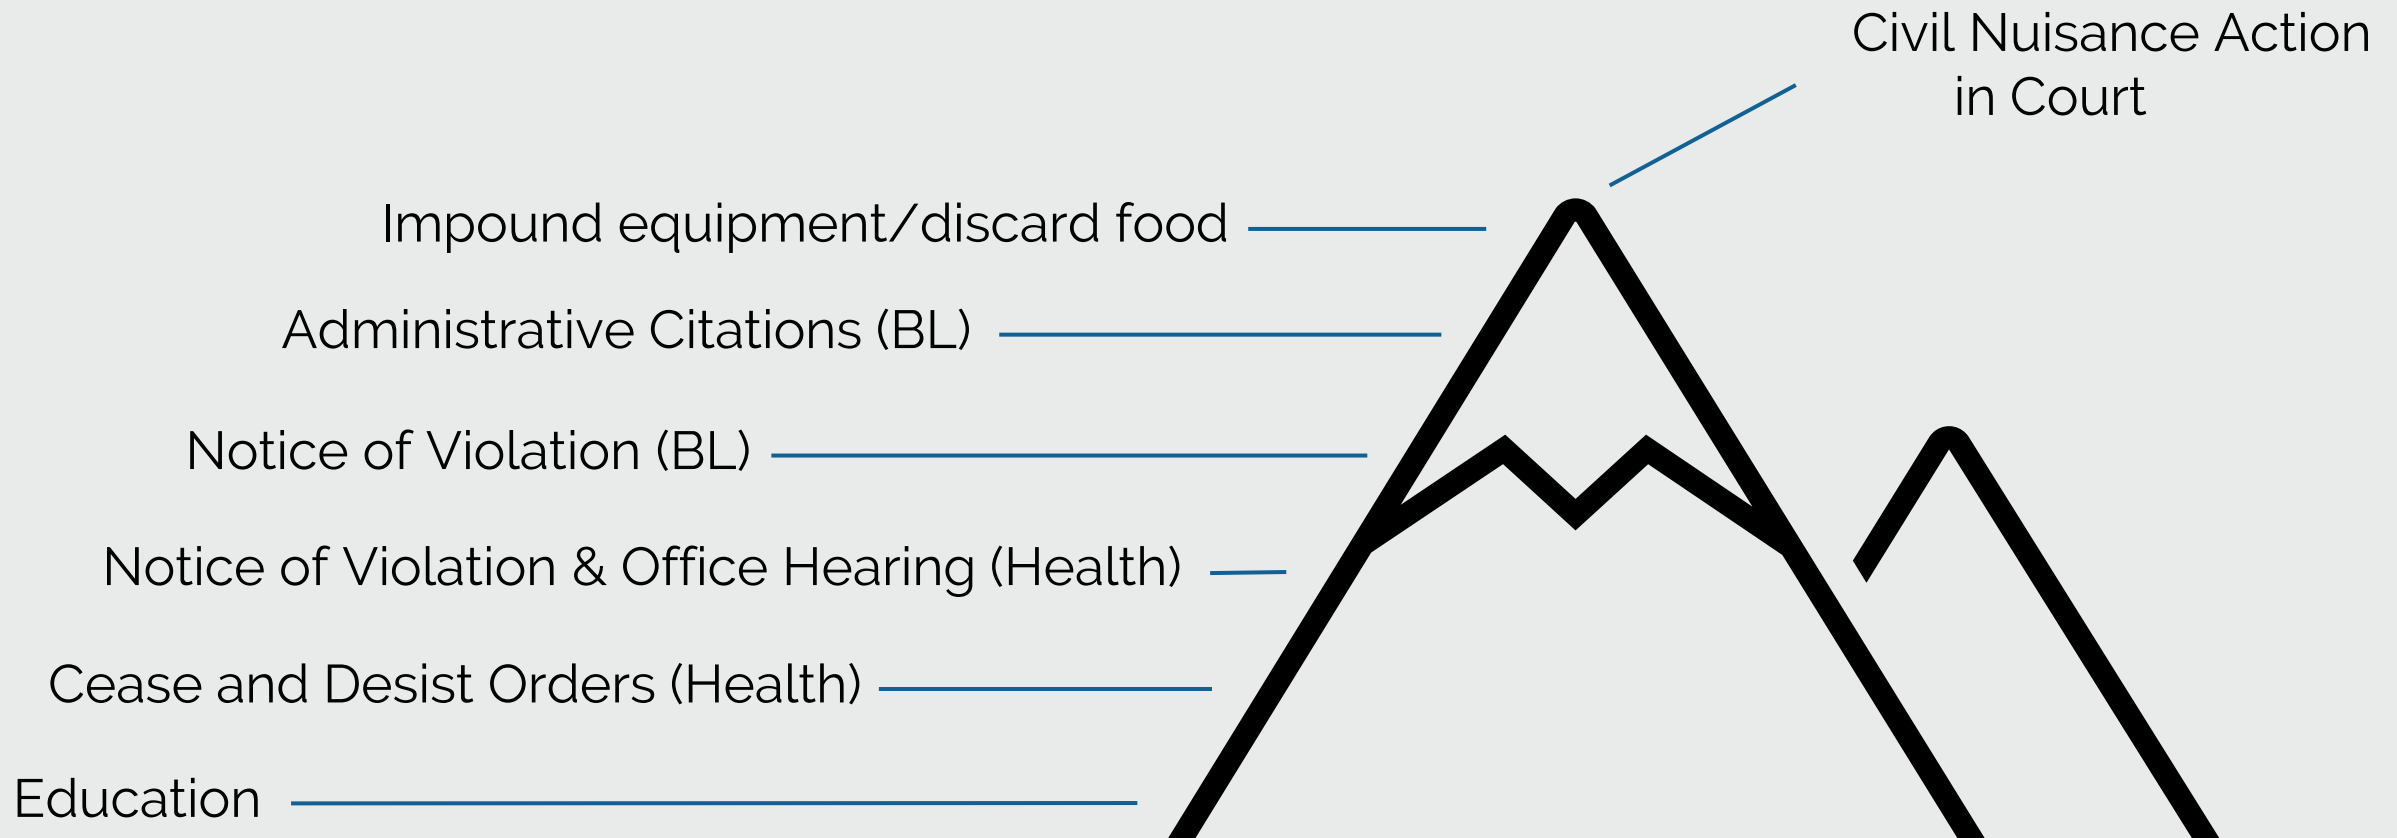 Civil Nuisance Action
in Court
Impound equipment/discard food
Administrative Citations (BL)
Notice of Violation (BL)
Notice of Violation & Office Hearing (Health)
Cease and Desist Orders (Health)
Education